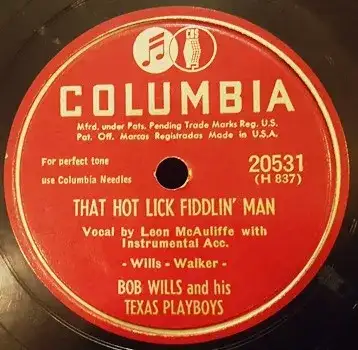 COLUMBIA
Mfrd. under Pats. Pending Trade Marks Reg. U.S.
Pat. Off. Marcas Registradas Made in U.S.A.
For perfect tone
use Columbia Needles
20531
(H 837)
THAT HOT LICK FIDDLIN' MAN
Vocal by Leon McAuliffe with
Instrumental Acc.
- Wills - Walker -
BOB WILLS and his
TEXAS PLAYBOYS